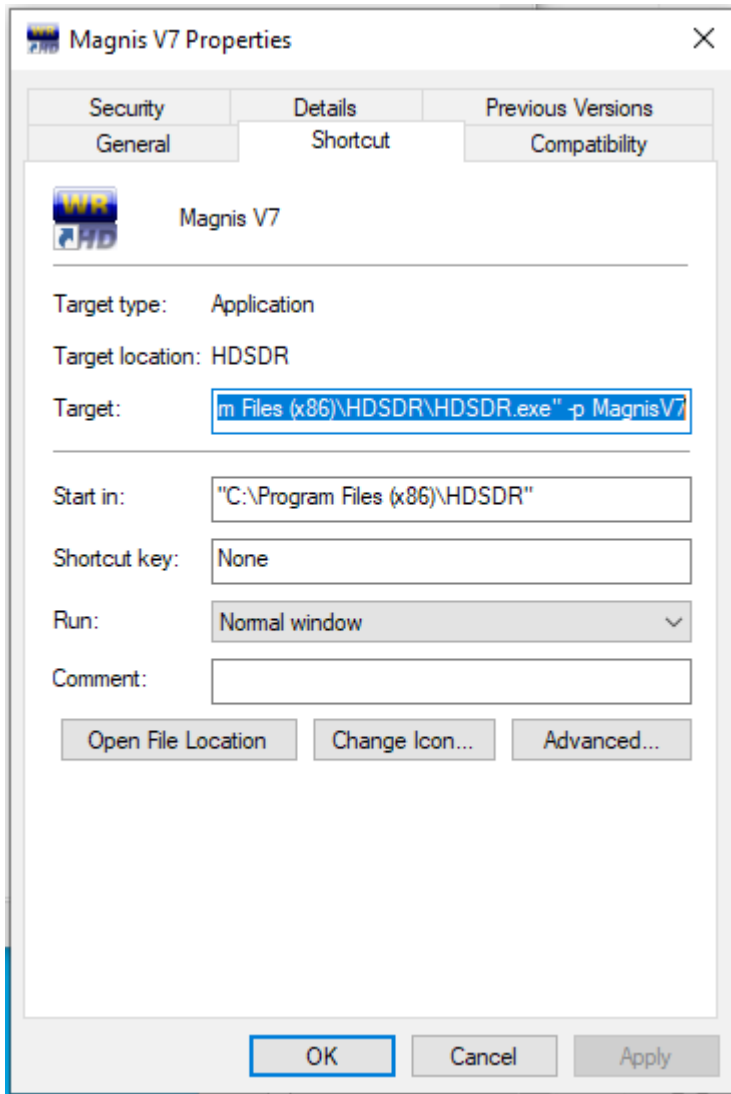 Magnis V7 Properties
Security Details Previous Versions
General Shortcut Compatibility
WR
HD
Magnis V7
Target type: Application
Target location: HDSDR
Target: m Files (x86)\HDSDR\HDSDR.exe" -p MagnisV7
Start in: "C:\Program Files (x86)\HDSDR"
Shortcut key: None
Run: Normal window
Comment:
Open File Location Change Icon... Advanced...
OK Cancel Apply